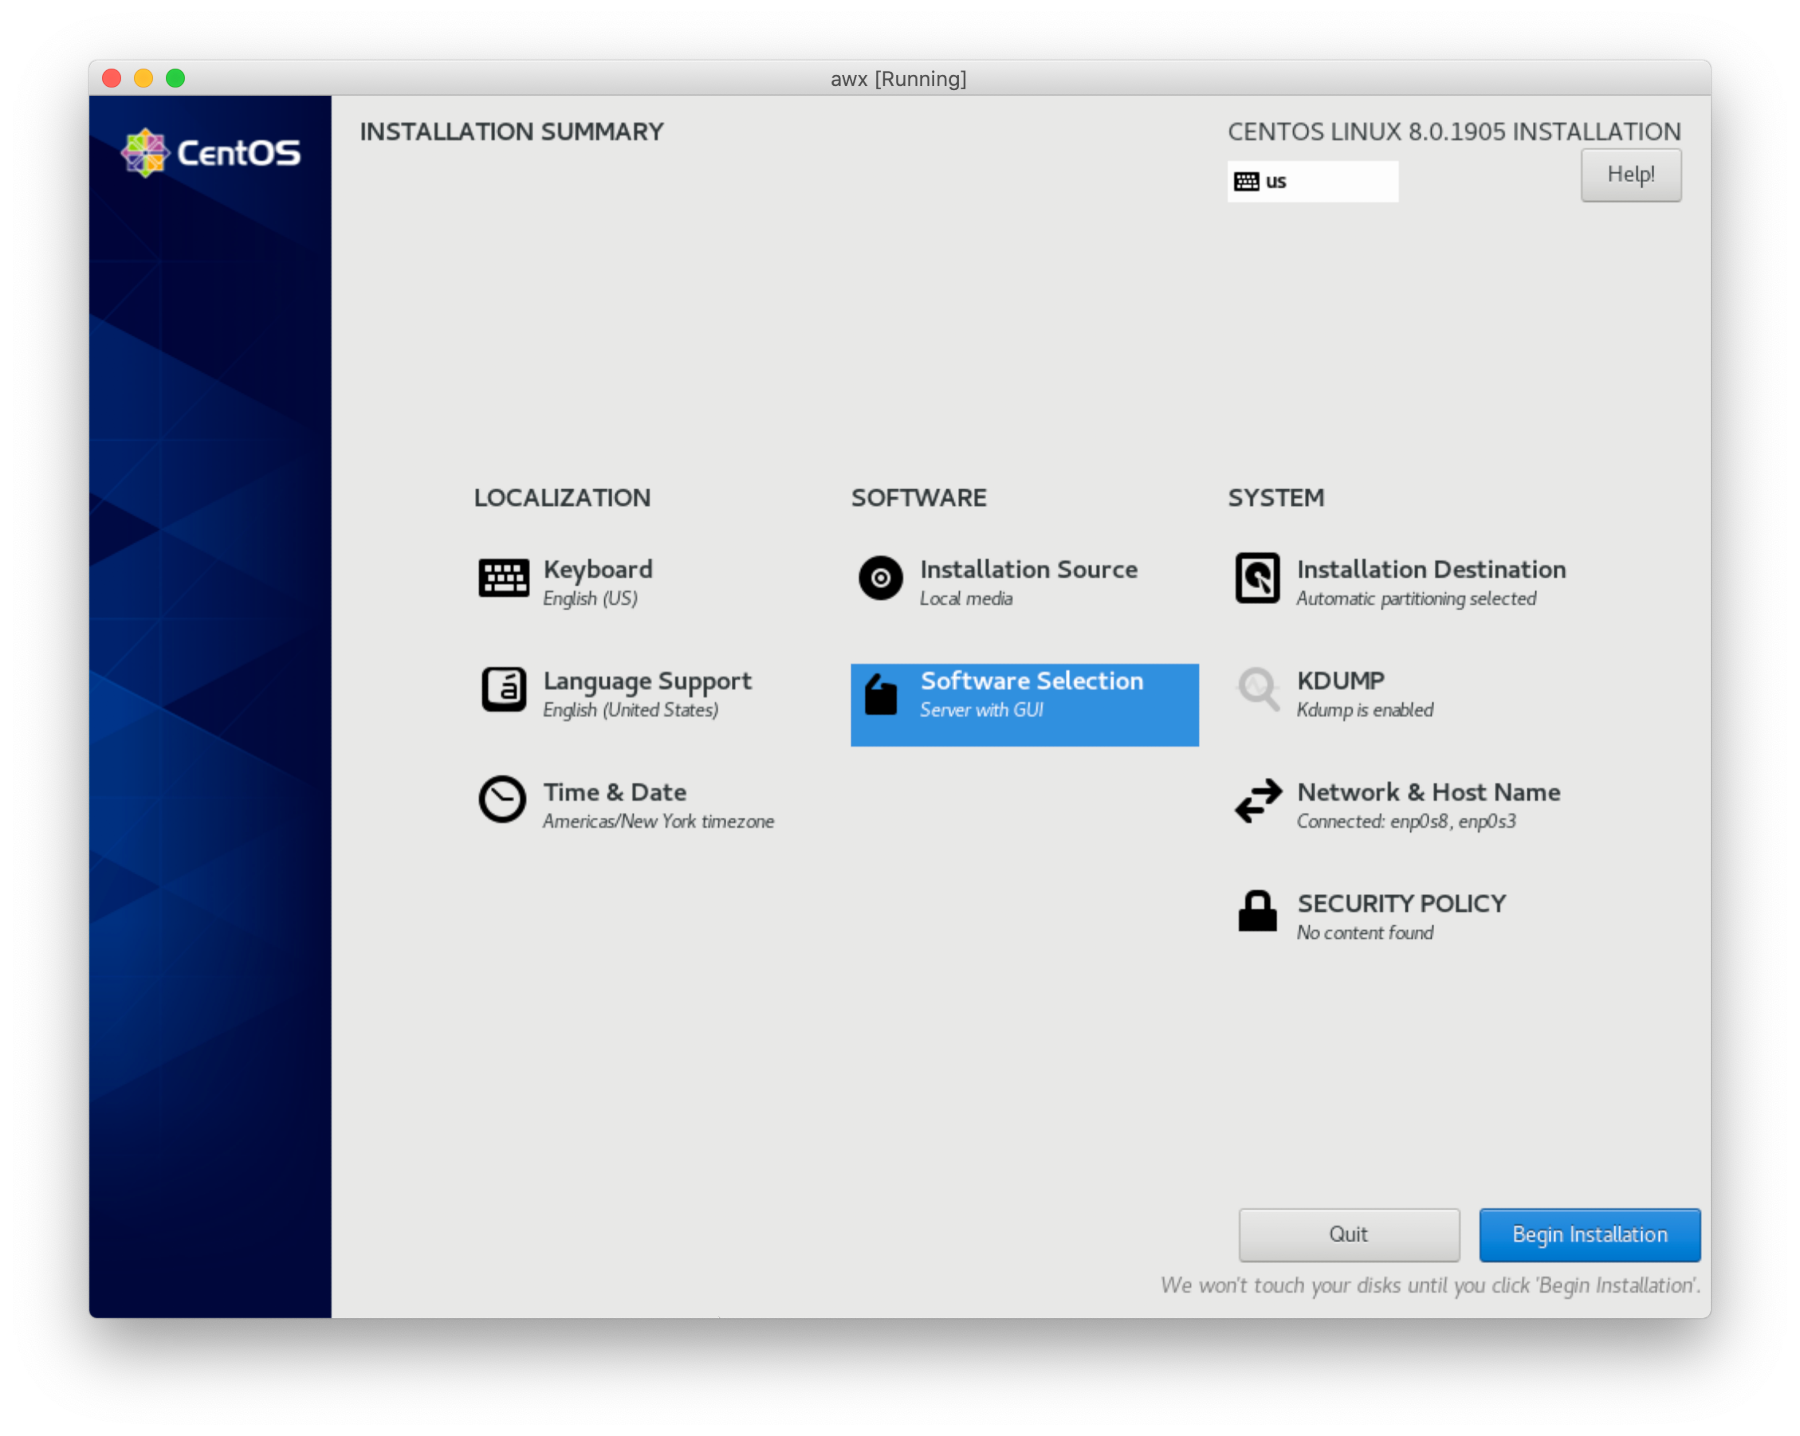 awx [Running]
CentOS
INSTALLATION SUMMARY
CENTOS LINUX 8.0.1905 INSTALLATION
us
Help!
LOCALIZATION
Keyboard
English (US)
Language Support
English (United States)
Time & Date
Americas/New York timezone
SOFTWARE
Installation Source
Local media
Software Selection
Server with GUI
SYSTEM
Installation Destination
Automatic partitioning selected
KDUMP
Kdump is enabled
Network & Host Name
Connected: enp0s8, enp0s3
SECURITY POLICY
No content found
Quit
Begin Installation
We won't touch your disks until you click 'Begin Installation'.